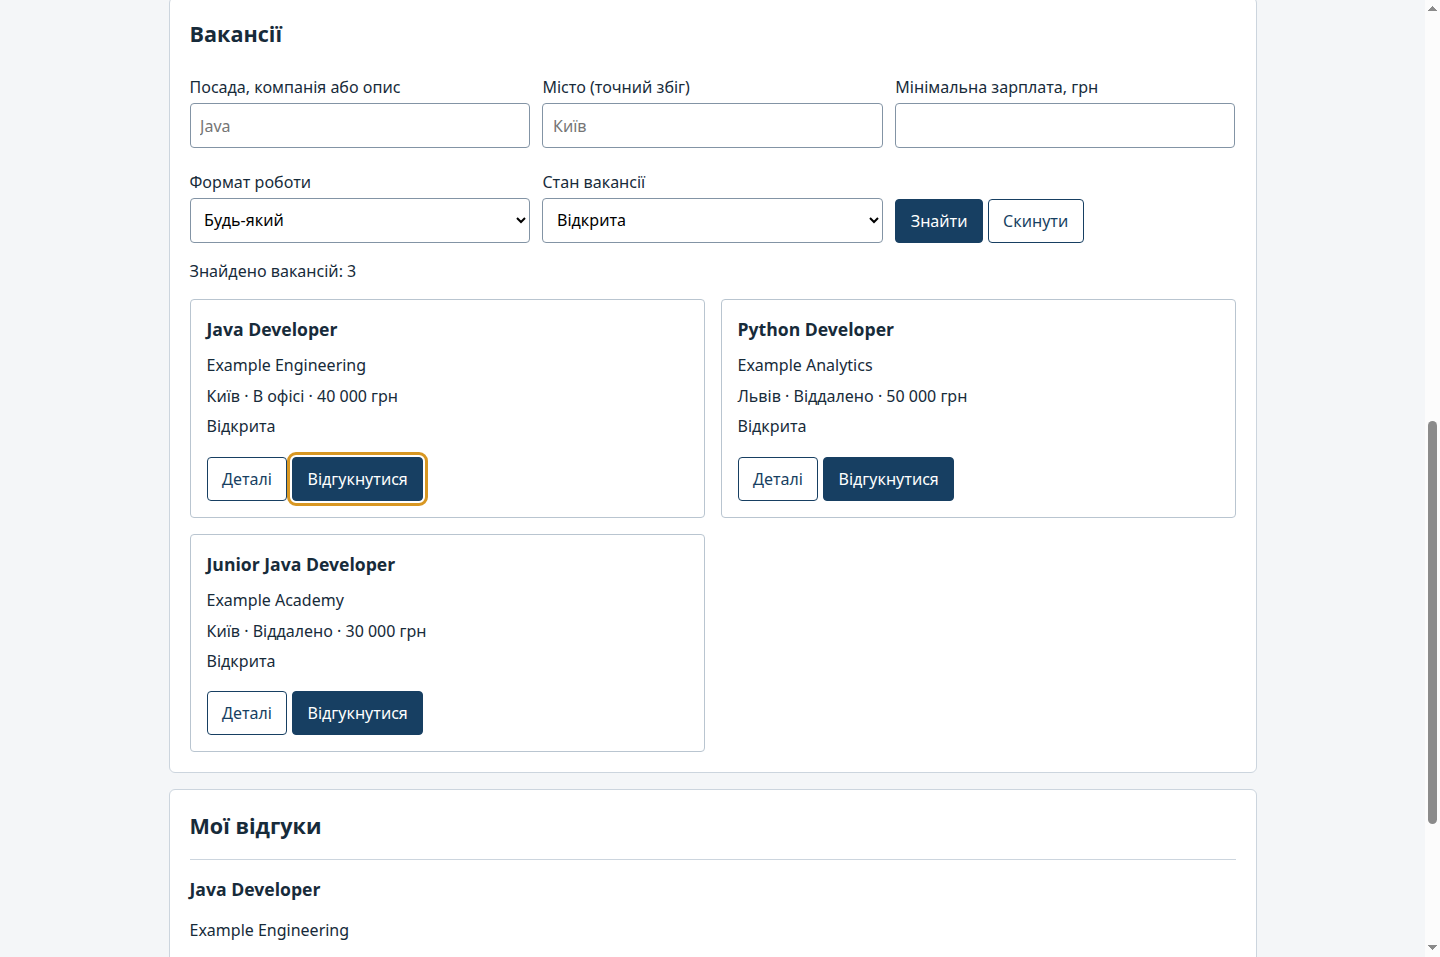 Вакансії
Посада, компанія або опис
Місто (точний збіг)
Мінімальна зарплата, грн
Java
Київ
Формат роботи
Стан вакансії
Будь-який
Відкрита
Знайти
Скинути
Знайдено вакансій: 3
Java Developer
Example Engineering
Київ · В офісі · 40 000 грн
Відкрита
Деталі
Відгукнутися
Python Developer
Example Analytics
Львів · Віддалено · 50 000 грн
Відкрита
Деталі
Відгукнутися
Junior Java Developer
Example Academy
Київ · Віддалено · 30 000 грн
Відкрита
Деталі
Відгукнутися
Мої відгуки
Java Developer
Example Engineering